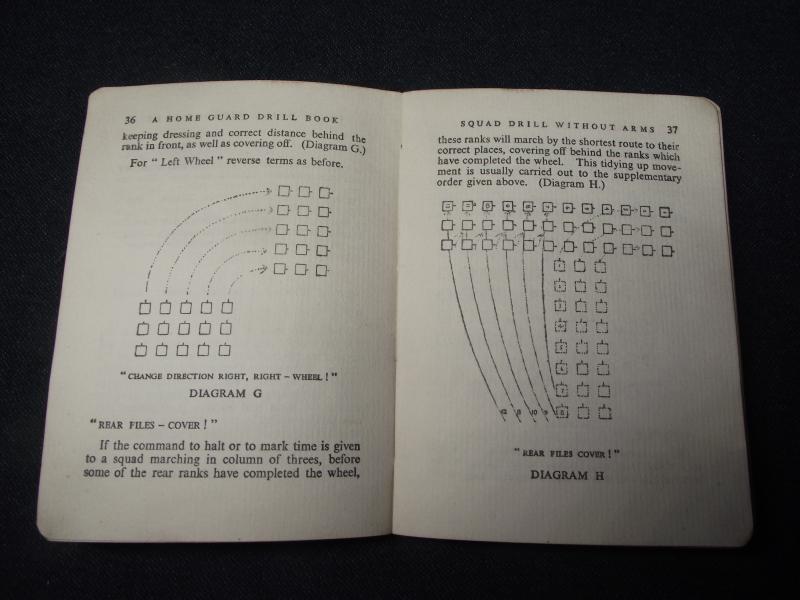 36 A HOME GUARD DRILL BOOK
keeping dressing and correct distance behind the
rank in front, as well as covering off. (Diagram G.)
For " Left Wheel " reverse terms as before.
"CHANGE DIRECTION RIGHT, RIGHT – WHEEL ! "
DIAGRAM G
"REAR FILES – COVER ! "
If the command to halt or to mark time is given
to a squad marching in column of threes, before
some of the rear ranks have completed the wheel,
SQUAD DRILL WITHOUT ARMS 37
these ranks will march by the shortest route to their
correct places, covering off behind the ranks which
have completed the wheel. This tidying up move-
ment is usually carried out to the supplementary
order given above. (Diagram H.)
"REAR FILES COVER ! "
DIAGRAM H